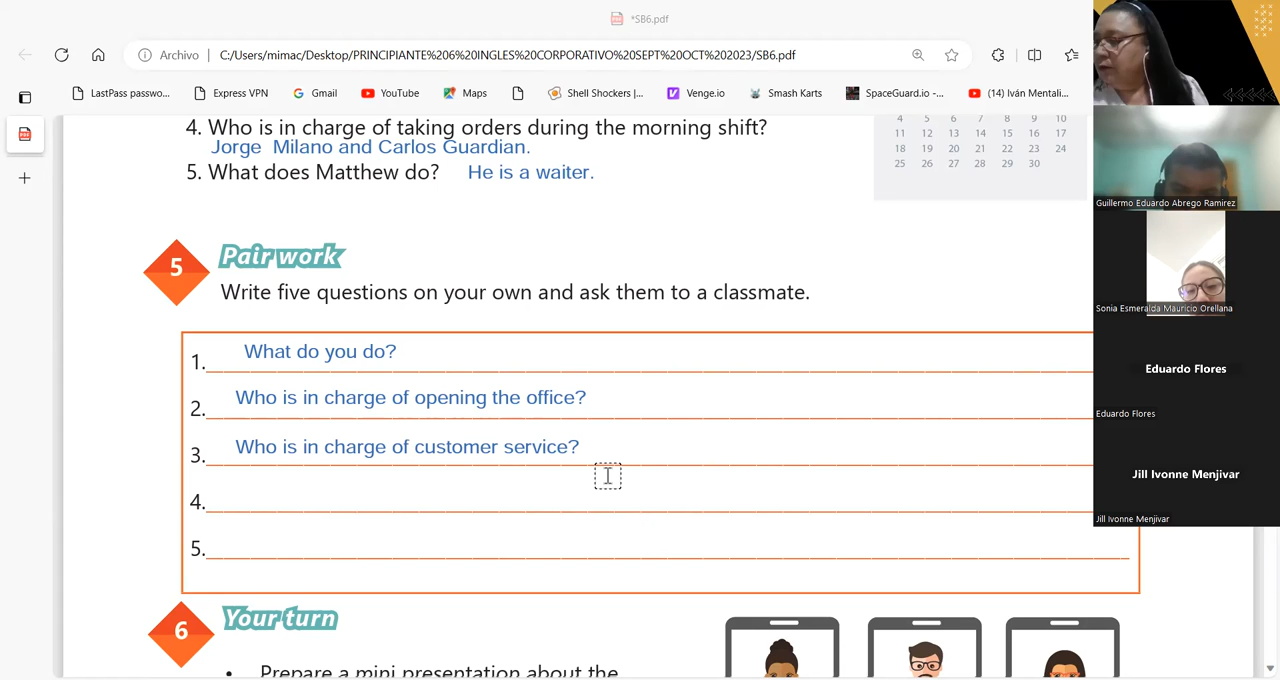 *SB6.pdf
Archivo
C:/Users/mimac/Desktop/PRINCIPIANTE%206%20INGLES%20CORPORATIVO%20SEPT%20OCT%202023/SB6.pdf
LastPass passwo...
Express VPN
Gmail
YouTube
Maps
Shell Shockers |...
Venge.io
Smash Karts
SpaceGuard.io -...
(14) Iván Mentali...
4. Who is in charge of taking orders during the morning shift?
Jorge  Milano and Carlos Guardian.
5. What does Matthew do? He is a waiter.
4 5 6 7 8 9 10
11 12 13 14 15 16 17
18 19 20 21 22 23 24
25 26 27 28 29 30
5 Pair work
Write five questions on your own and ask them to a classmate.
1. What do you do?
2. Who is in charge of opening the office?
3. Who is in charge of customer service?
4.
5.
6 Your turn
• Prepare a mini presentation about the
Guillermo Eduardo Abrego Ramirez
Sonia Esmeralda Mauricio Orellana
Eduardo Flores
Eduardo Flores
Jill Ivonne Menjivar
Jill Ivonne Menjivar